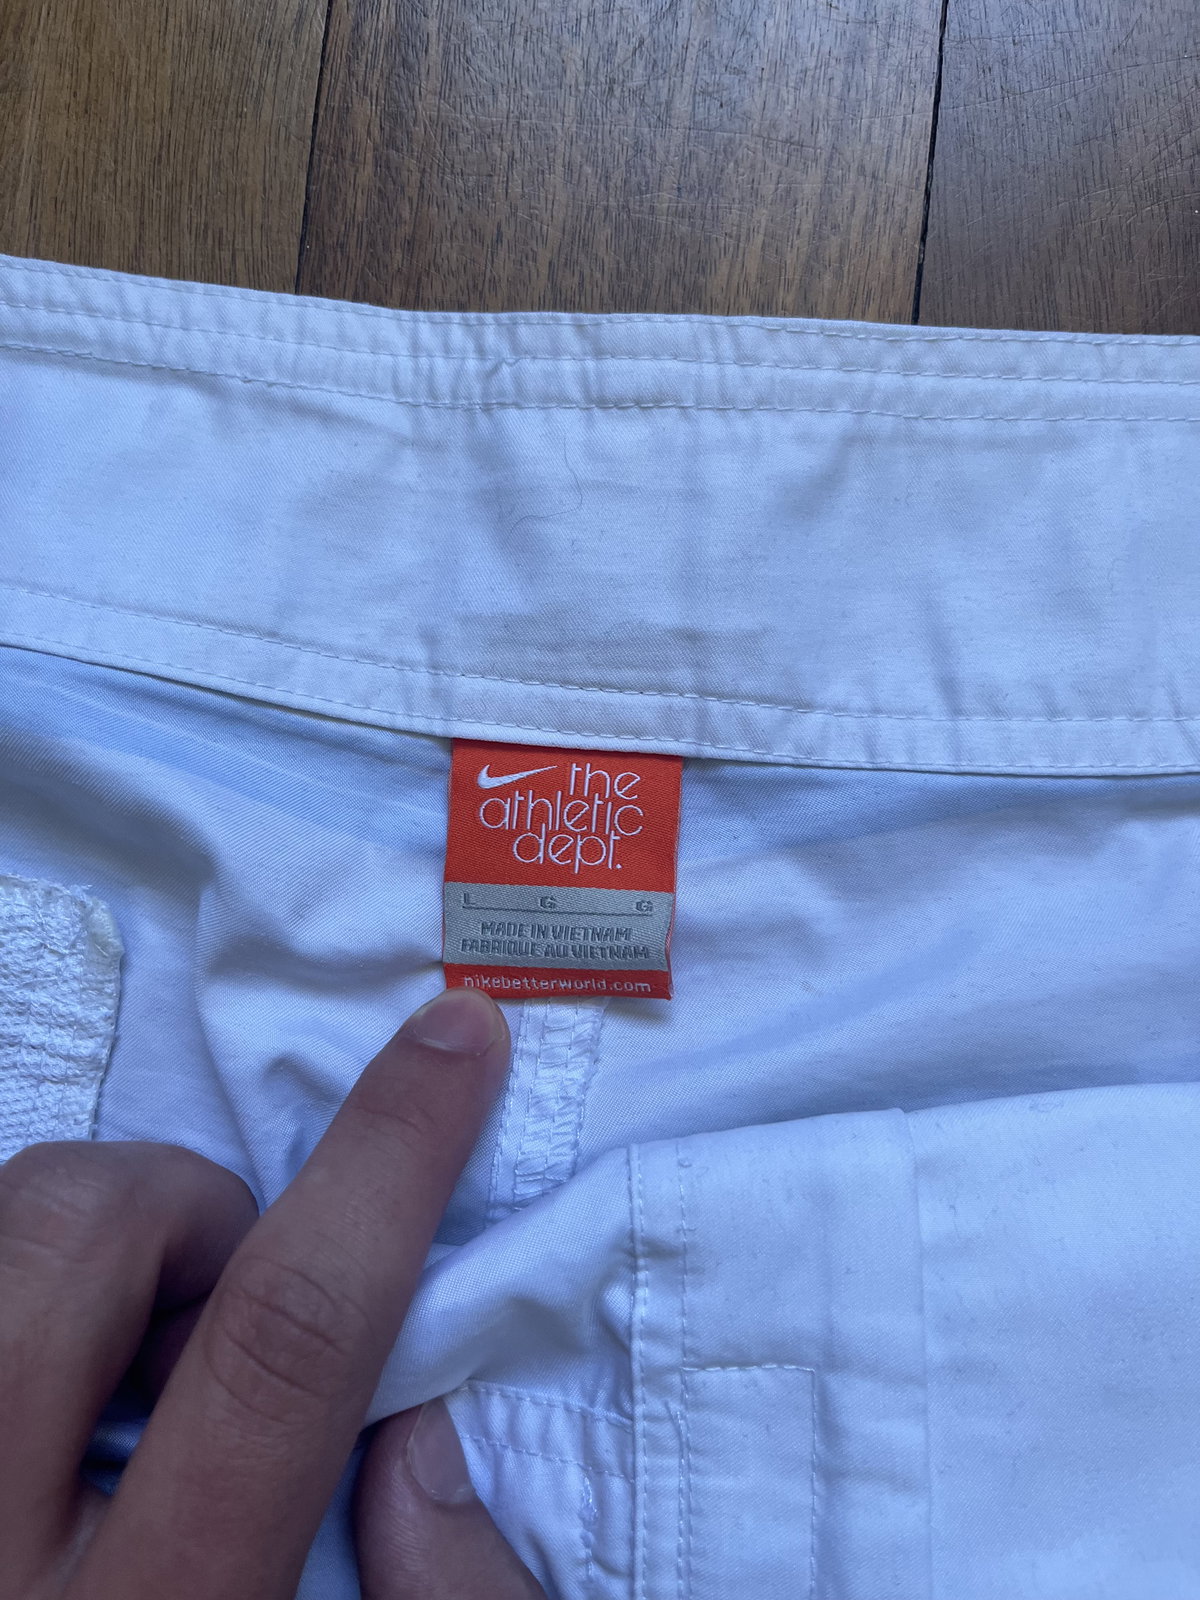 the
athletic
dept.
L G G
MADE IN VIETNAM
FABRIQUE AU VIETNAM
nikebetterworld.com